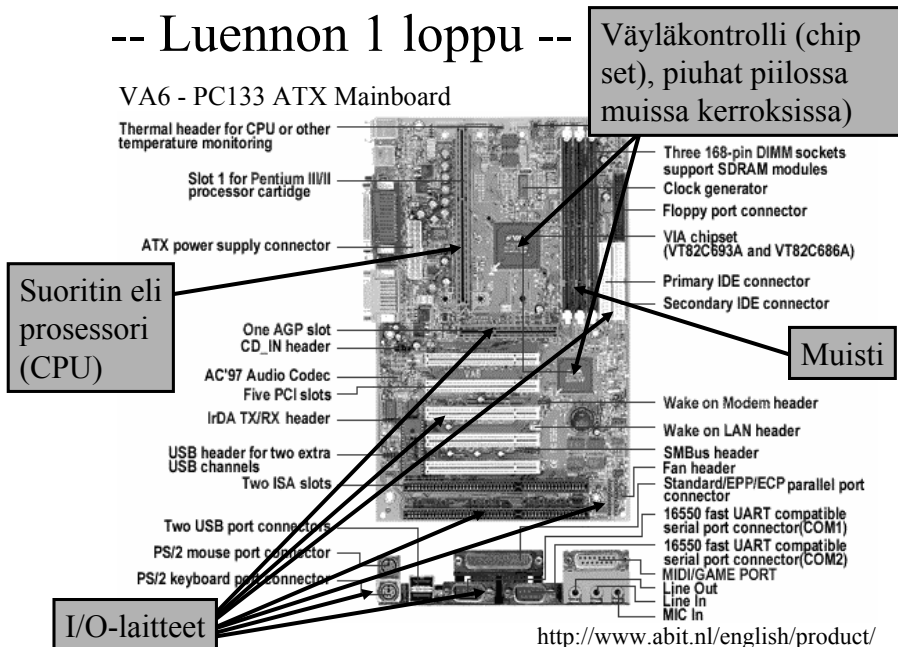 -- Luennon 1 loppu --
Väyläkontrolli (chip
set), piuhat piilossa
muissa kerroksissa)
VA6 - PC133 ATX Mainboard
Thermal header for CPU or other
temperature monitoring
Slot 1 for Pentium III/II
processor cartidge
ATX power supply connector
Suoritin eli
prosessori
(CPU)
One AGP slot
CD_IN header
AC'97 Audio Codec
Five PCI slots
IrDA TX/RX header
USB header for two extra
USB channels
Two ISA slots
Two USB port connectors
PS/2 mouse port connector
PS/2 keyboard port connector
I/O-laitteet
Three 168-pin DIMM sockets
support SDRAM modules
Clock generator
Floppy port connector
VIA chipset
(VT82C693A and VT82C686A)
Primary IDE connector
Secondary IDE connector
Muisti
Wake on Modem header
Wake on LAN header
SMBus header
Fan header
Standard/EPP/ECP parallel port
connector
16550 fast UART compatible
serial port connector(COM1)
16550 fast UART compatible
serial port connector(COM2)
MIDI/GAME PORT
Line Out
Line In
MIC In
VA6
http://www.abit.nl/english/product/